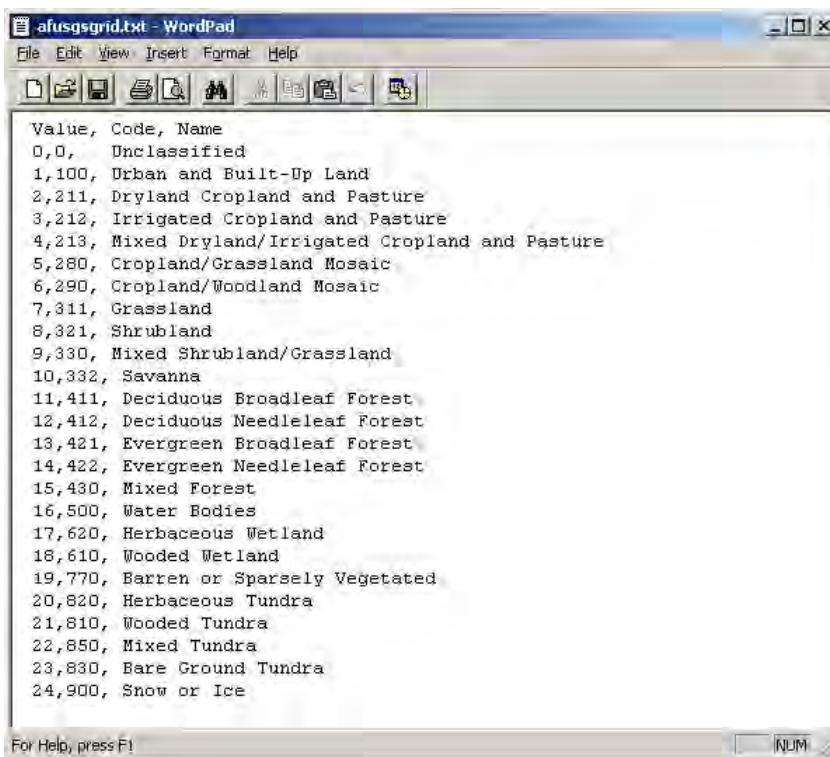 afusgsgrid.txt - WordPad
File Edit View Insert Format Help
Value, Code, Name
0,0, Unclassified
1,100, Urban and Built-Up Land
2,211, Dryland Cropland and Pasture
3,212, Irrigated Cropland and Pasture
4,213, Mixed Dryland/Irrigated Cropland and Pasture
5,280, Cropland/Grassland Mosaic
6,290, Cropland/Woodland Mosaic
7,311, Grassland
8,321, Shrubland
9,330, Mixed Shrubland/Grassland
10,332, Savanna
11,411, Deciduous Broadleaf Forest
12,412, Deciduous Needleleaf Forest
13,421, Evergreen Broadleaf Forest
14,422, Evergreen Needleleaf Forest
15,430, Mixed Forest
16,500, Water Bodies
17,620, Herbaceous Wetland
18,610, Wooded Wetland
19,770, Barren or Sparsely Vegetated
20,820, Herbaceous Tundra
21,810, Wooded Tundra
22,850, Mixed Tundra
23,830, Bare Ground Tundra
24,900, Snow or Ice
For Help, press F1 NUM